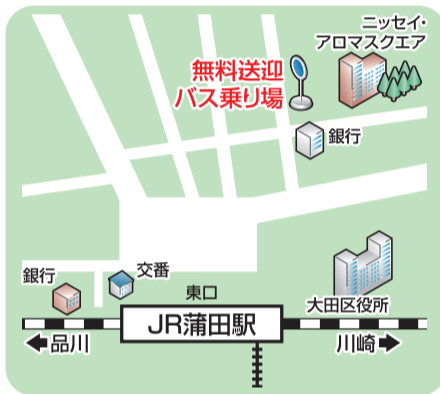 ニッセイ・
アロマスクエア
無料送迎
バス乗り場
銀行
銀行
交番
東口
大田区役所
JR蒲田駅
品川
川崎